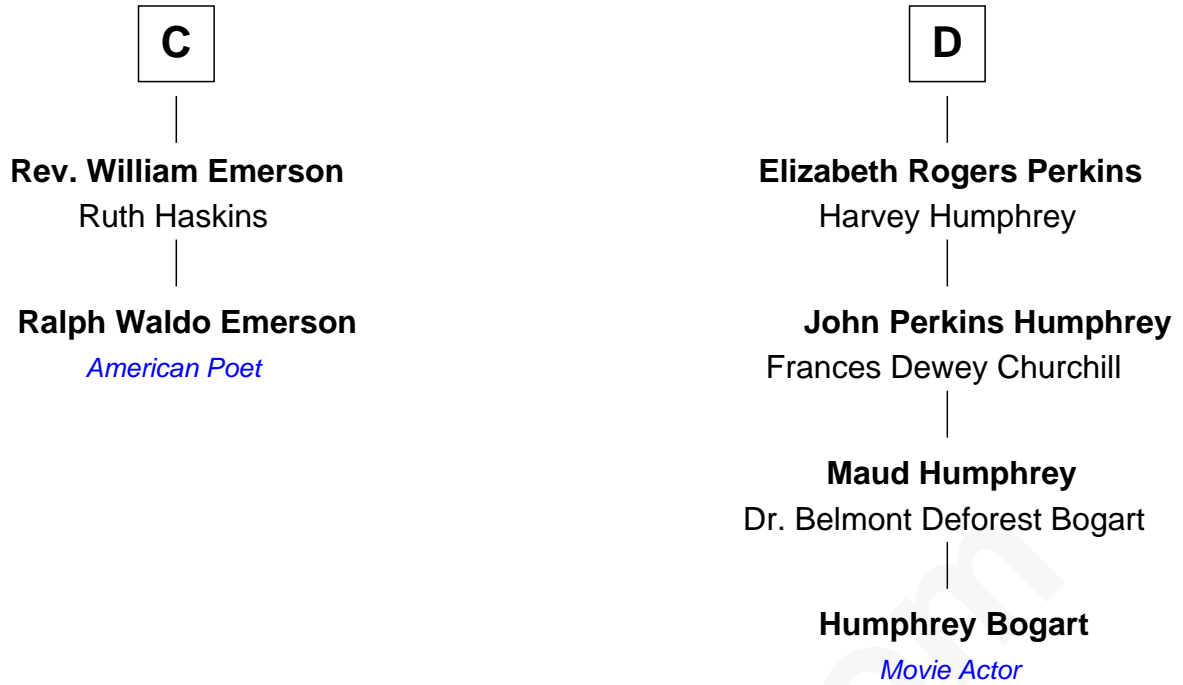 C
Rev. William Emerson
Ruth Haskins
Ralph Waldo Emerson
American Poet
D
Elizabeth Rogers Perkins
Harvey Humphrey
John Perkins Humphrey
Frances Dewey Churchill
Maud Humphrey
Dr. Belmont Deforest Bogart
Humphrey Bogart
Movie Actor